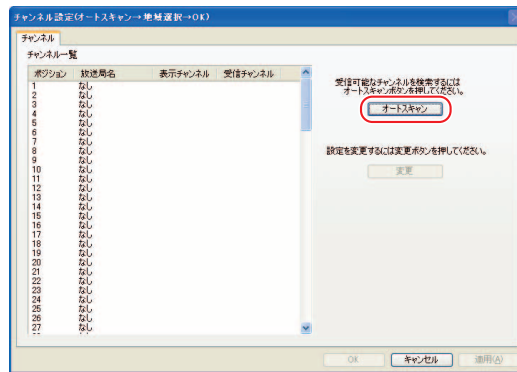 チャンネル設定(オートスキャン→地域選択→OK)
チャンネル
チャンネル一覧
ポジション 放送局名 表示チャンネル 受信チャンネル
1 なし
2 なし
3 なし
4 なし
5 なし
6 なし
7 なし
8 なし
9 なし
10 なし
11 なし
12 なし
13 なし
14 なし
15 なし
16 なし
17 なし
18 なし
19 なし
20 なし
21 なし
22 なし
23 なし
24 なし
25 なし
26 なし
27 なし
受信可能なチャンネルを検索するには
オートスキャンボタンを押してください。
オートスキャン
設定を変更するには変更ボタンを押してください。
変更
OK キャンセル 適用(A)